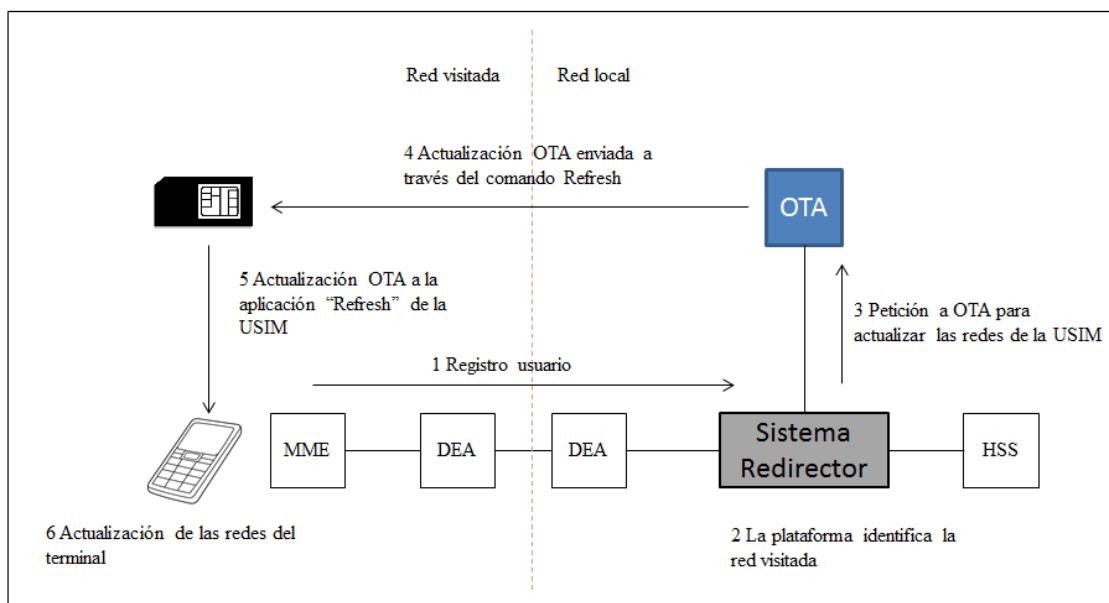 Red visitada
Red local
4 Actualización OTA enviada a
través del comando Refresh
OTA
5 Actualización OTA a la
aplicación “Refresh” de la
USIM
3 Petición a OTA para
actualizar las redes de la USIM
1 Registro usuario
MME
DEA
DEA
Sistema
Redirector
HSS
6 Actualización de las redes del
terminal
2 La plataforma identifica la
red visitada